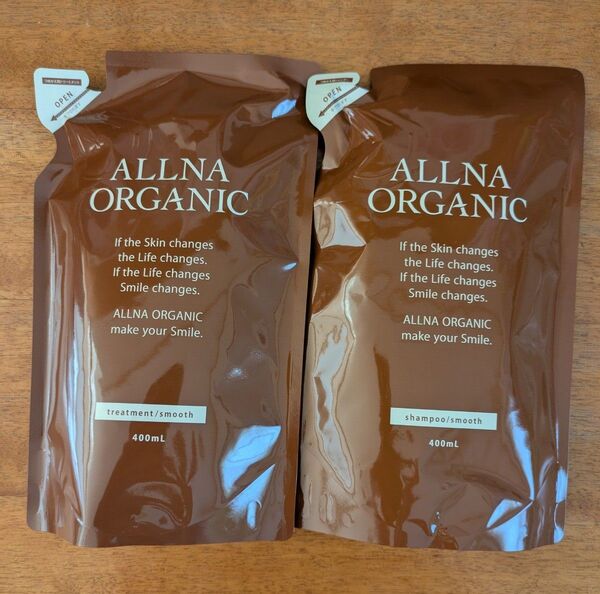 OPEN
ALLNA
ORGANIC
If the Skin changes
the Life changes.
If the Life changes
Smile changes.
ALLNA ORGANIC
make your Smile.
treatment/smooth
400mL
OPEN
ALLNA
ORGANIC
If the Skin changes
the Life changes.
If the Life changes
Smile changes.
ALLNA ORGANIC
make your Smile.
shampoo/smooth
400mL